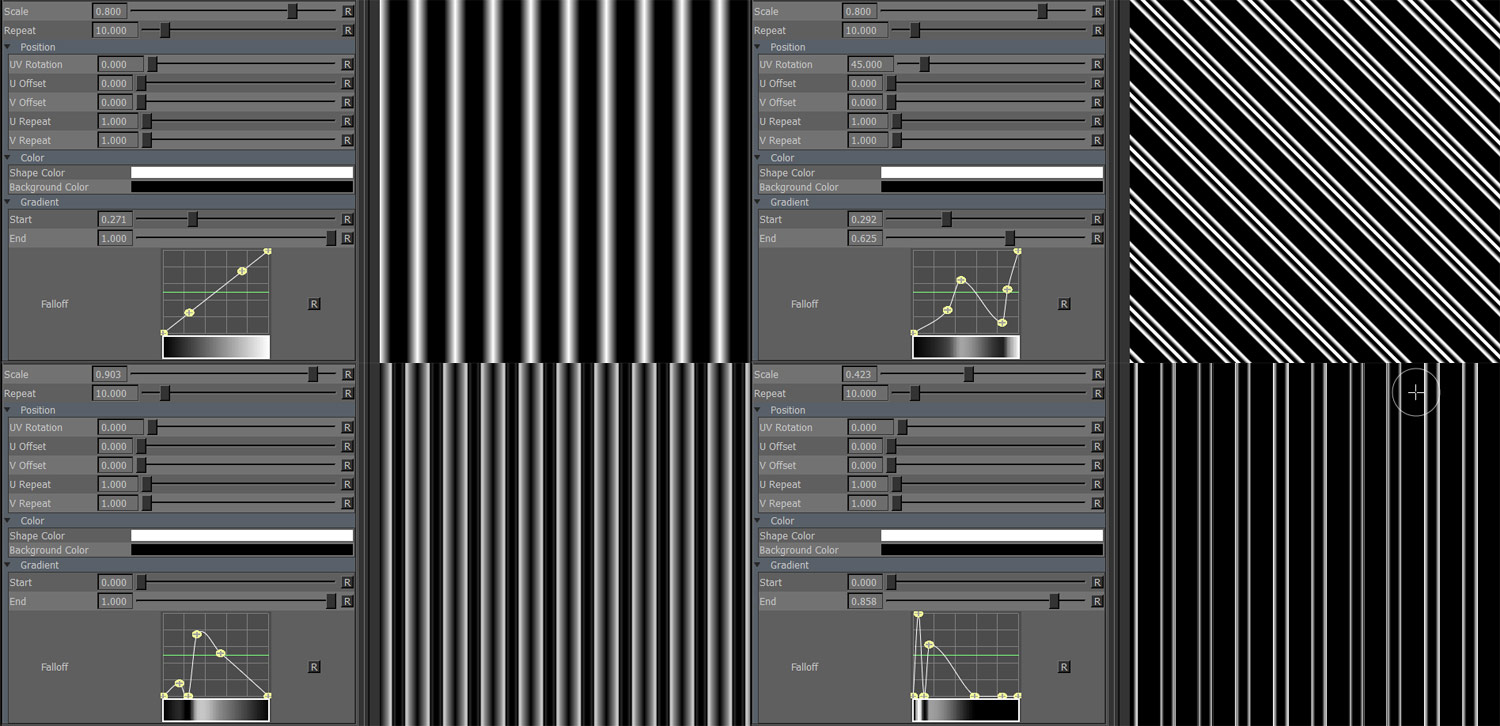 Scale 0.800 R
Repeat 10.000 R
Position
UV Rotation 0.000 R
U Offset 0.000 R
V Offset 0.000 R
U Repeat 1.000 R
V Repeat 1.000 R
Color
Shape Color
Background Color
Gradient
Start 0.271 R
End 1.000 R
Falloff R
Scale 0.800 R
Repeat 10.000 R
Position
UV Rotation 45.000 R
U Offset 0.000 R
V Offset 0.000 R
U Repeat 1.000 R
V Repeat 1.000 R
Color
Shape Color
Background Color
Gradient
Start 0.292 R
End 0.625 R
Falloff R
Scale 0.903 R
Repeat 10.000 R
Position
UV Rotation 0.000 R
U Offset 0.000 R
V Offset 0.000 R
U Repeat 1.000 R
V Repeat 1.000 R
Color
Shape Color
Background Color
Gradient
Start 0.000 R
End 1.000 R
Falloff R
Scale 0.423 R
Repeat 10.000 R
Position
UV Rotation 0.000 R
U Offset 0.000 R
V Offset 0.000 R
U Repeat 1.000 R
V Repeat 1.000 R
Color
Shape Color
Background Color
Gradient
Start 0.000 R
End 0.858 R
Falloff R